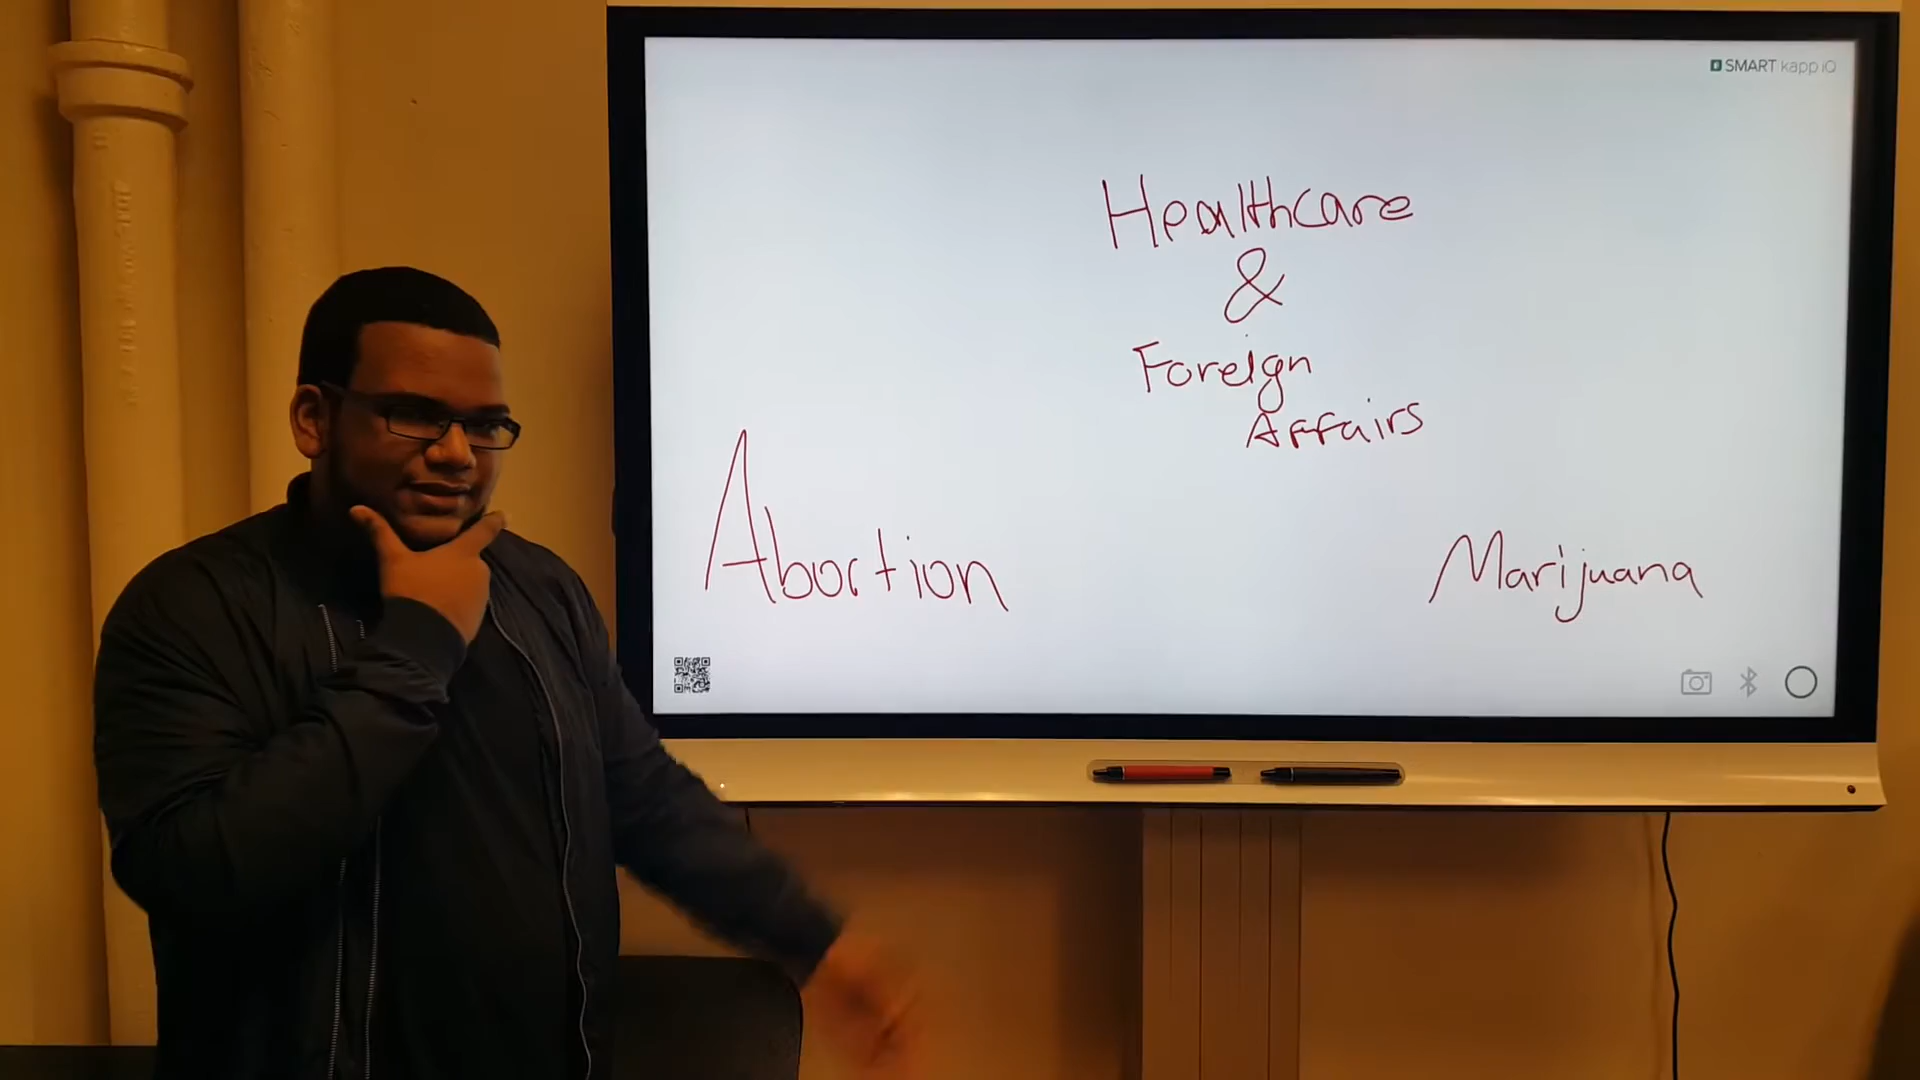 SMART kapp iQ
Healthcare
&
Foreign
Affairs
Abortion
Marijuana